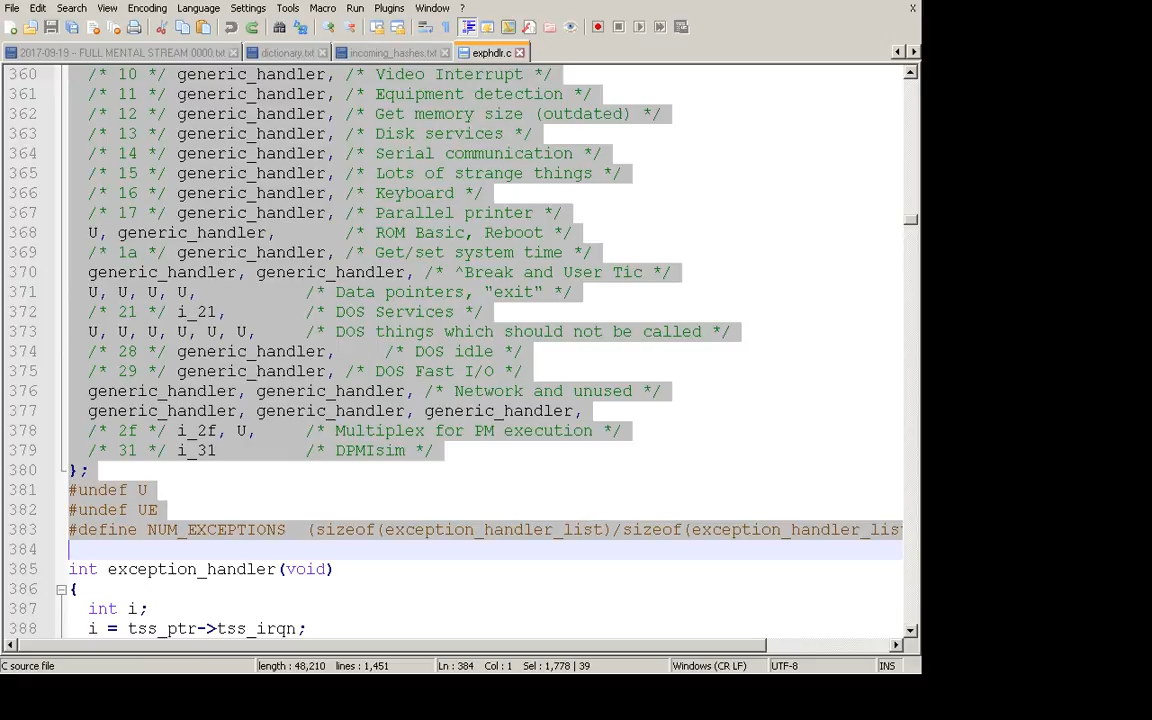 File Edit Search View Encoding Language Settings Tools Macro Run Plugins Window ? X
2017-09-19 – FULL MENTAL STREAM 0000.txt dictionary.txt incoming_hashes.txt exphdlr.c
360 /* 10 */ generic_handler, /* Video Interrupt */
361 /* 11 */ generic_handler, /* Equipment detection */
362 /* 12 */ generic_handler, /* Get memory size (outdated) */
363 /* 13 */ generic_handler, /* Disk services */
364 /* 14 */ generic_handler, /* Serial communication */
365 /* 15 */ generic_handler, /* Lots of strange things */
366 /* 16 */ generic_handler, /* Keyboard */
367 /* 17 */ generic_handler, /* Parallel printer */
368 U, generic_handler, /* ROM Basic, Reboot */
369 /* 1a */ generic_handler, /* Get/set system time */
370 generic_handler, generic_handler, /* ^Break and User Tic */
371 U, U, U, U, /* Data pointers, "exit" */
372 /* 21 */ i_21, /* DOS Services */
373 U, U, U, U, U, U, /* DOS things which should not be called */
374 /* 28 */ generic_handler, /* DOS idle */
375 /* 29 */ generic_handler, /* DOS Fast I/O */
376 generic_handler, generic_handler, /* Network and unused */
377 generic_handler, generic_handler, generic_handler,
378 /* 2f */ i_2f, U, /* Multiplex for PM execution */
379 /* 31 */ i_31 /* DPMIsim */
380 };
381 #undef U
382 #undef UE
383 #define NUM_EXCEPTIONS (sizeof(exception_handler_list)/sizeof(exception_handler_lis
384
385 int exception_handler(void)
386 {
387 int i;
388 i = tss_ptr->tss_irqn;
C source file length : 48,210 lines : 1,451 Ln : 384 Col : 1 Sel : 1,778 | 39 Windows (CR LF) UTF-8 INS